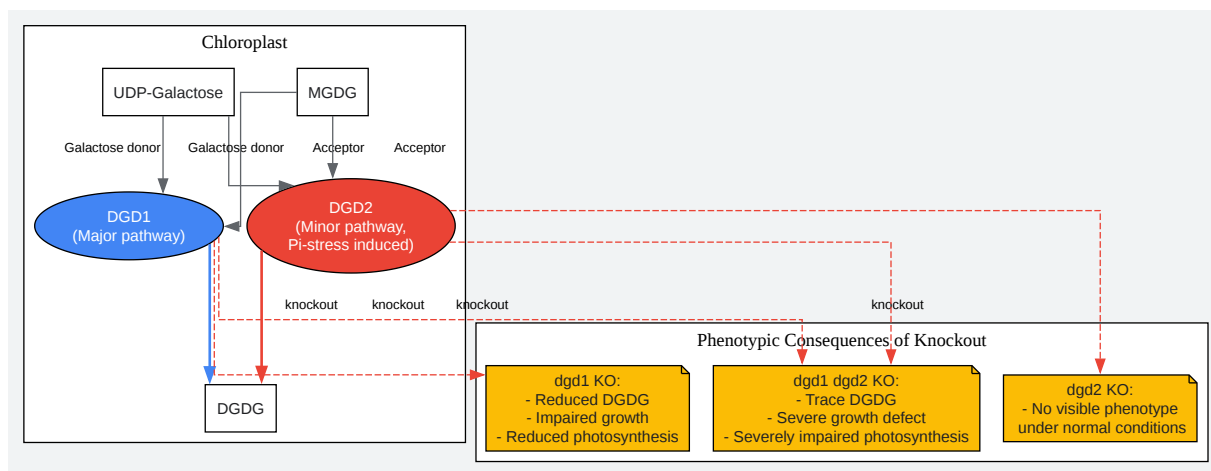 Chloroplast
UDP-Galactose
MGDG
Galactose donor
Galactose donor
Acceptor
Acceptor
DGD1
(Major pathway)
DGD2
(Minor pathway,
Pi-stress induced)
knockout
knockout
knockout
knockout
DGDG
Phenotypic Consequences of Knockout
dgd1 KO:
- Reduced DGDG
- Impaired growth
- Reduced photosynthesis
dgd1 dgd2 KO:
- Trace DGDG
- Severe growth defect
- Severely impaired photosynthesis
dgd2 KO:
- No visible phenotype
under normal conditions